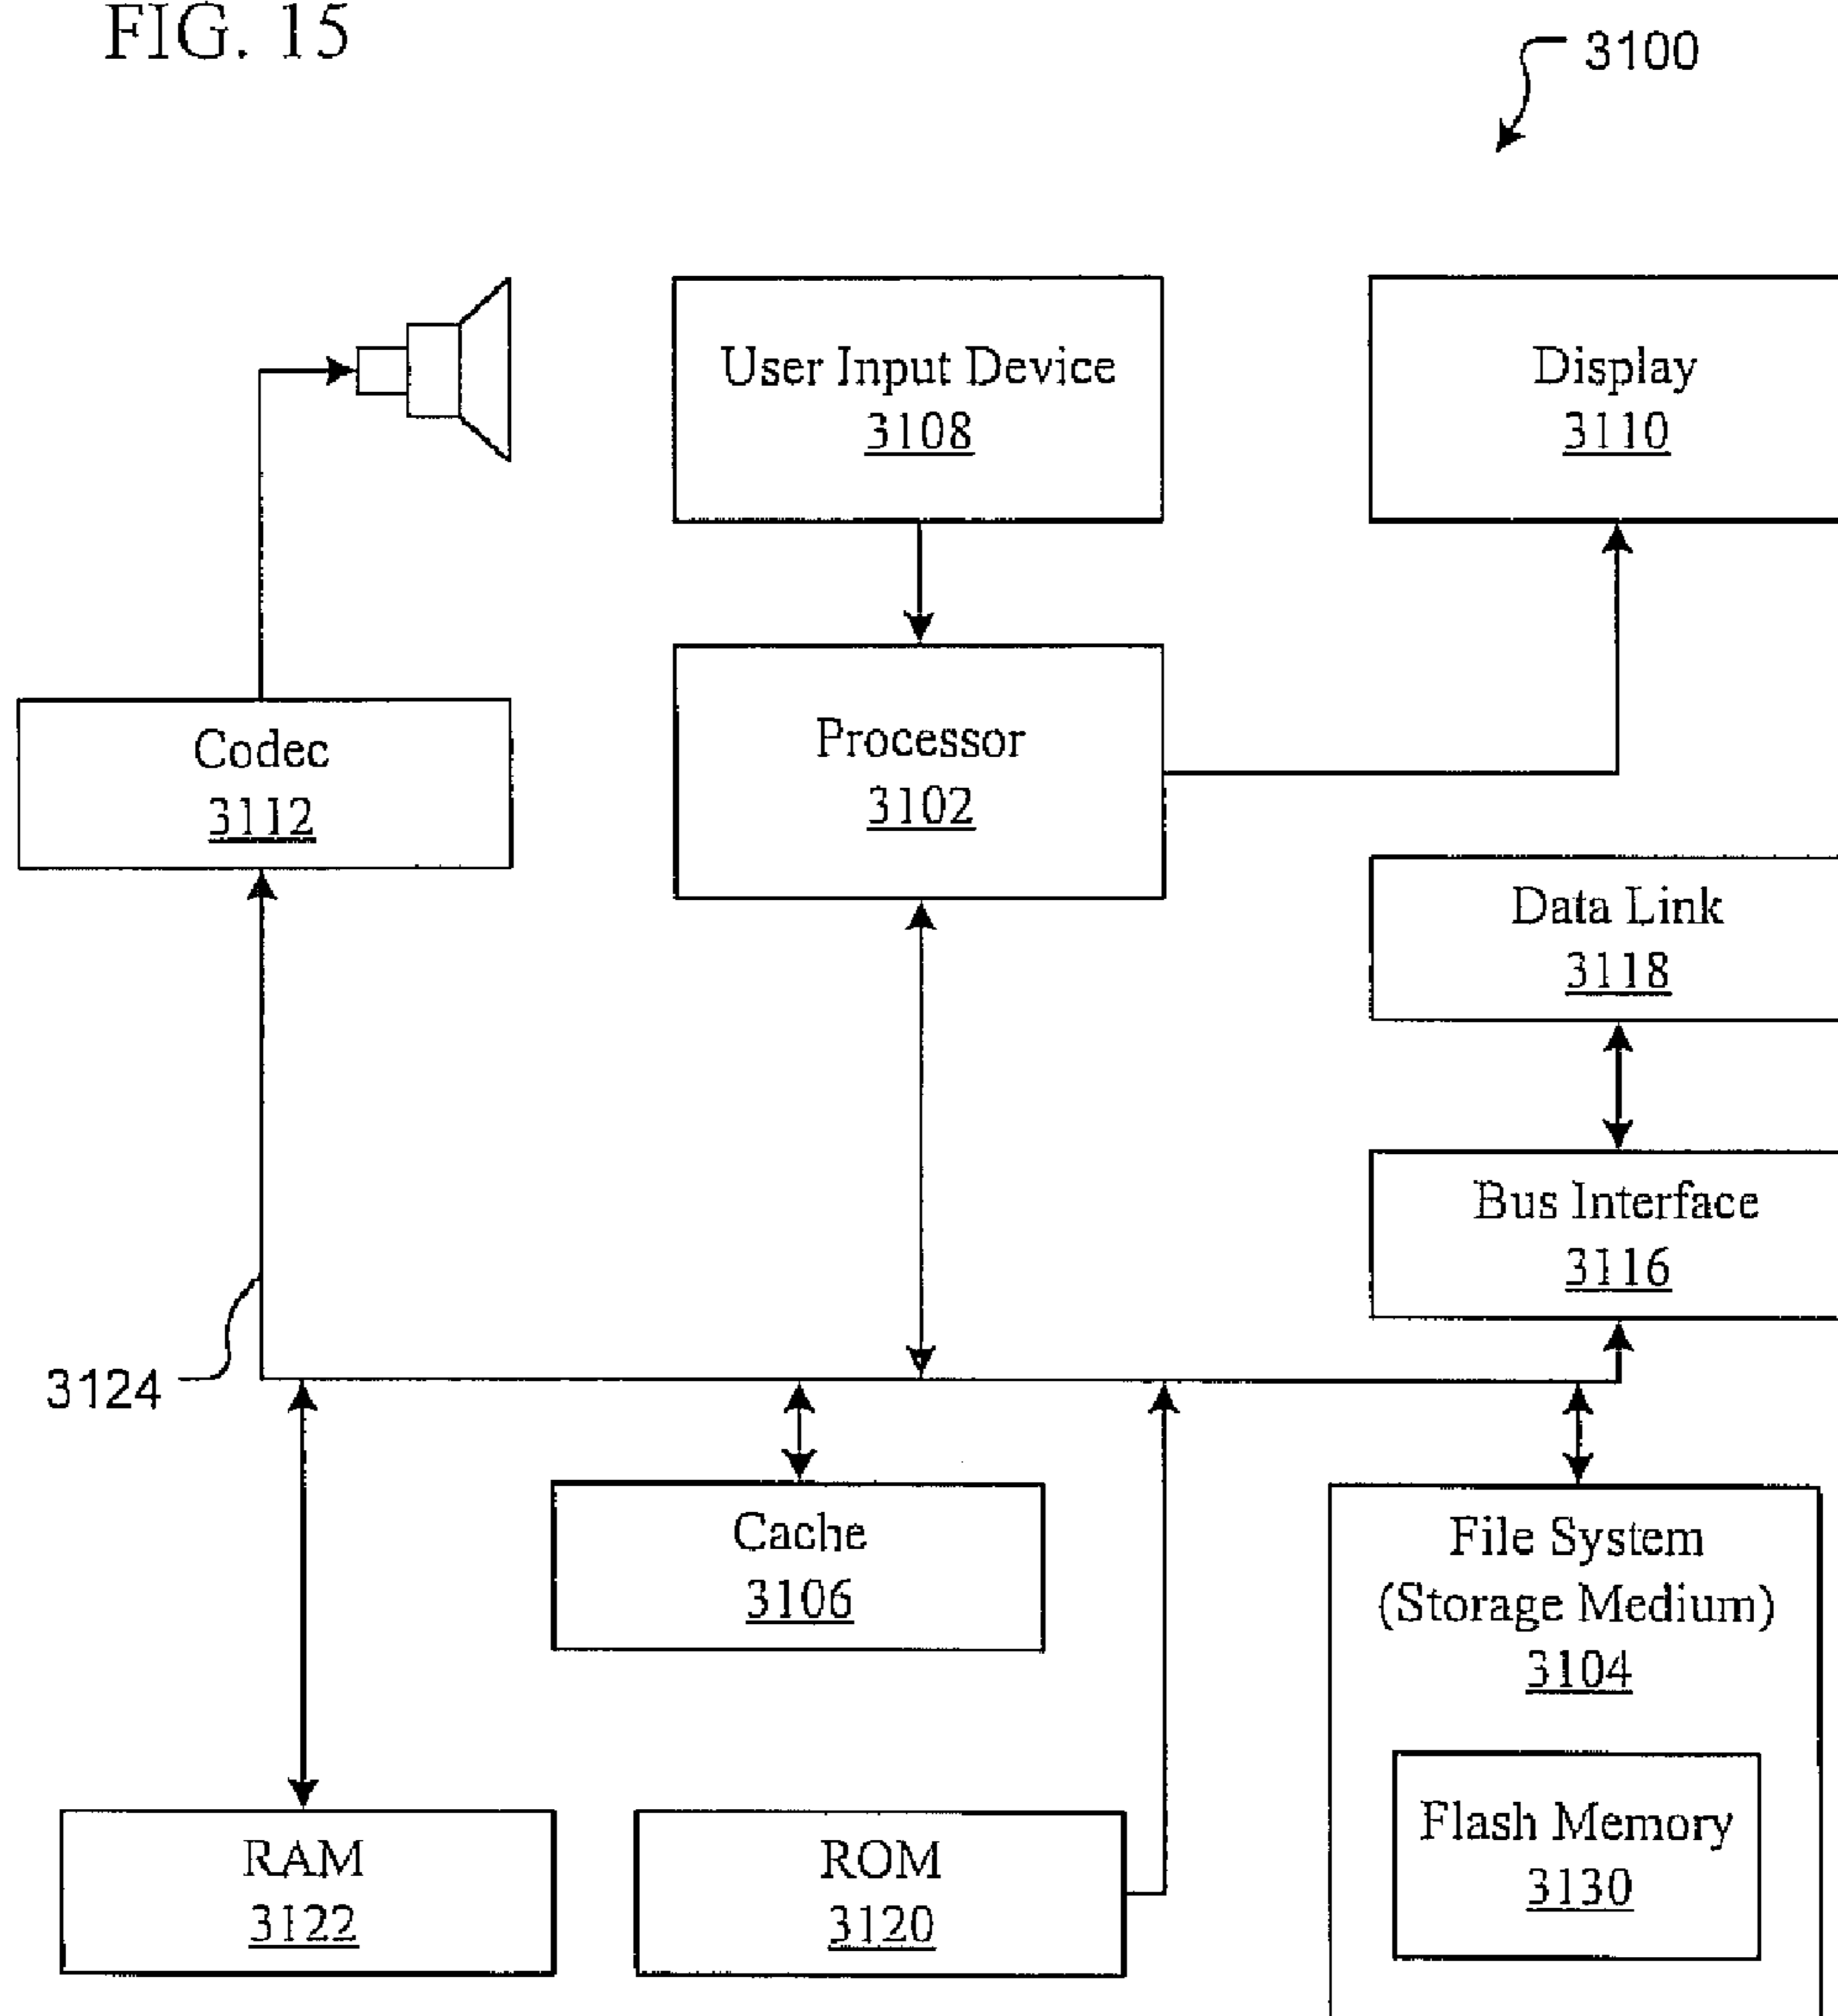 FIG. 15
3100
User Input Device
3108
Display
3110
Codec
3112
Processor
3102
Data Link
3118
Bus Interface
3116
3124
Cache
3106
File System
(Storage Medium)
3104
Flash Memory
3130
RAM
3122
ROM
3120